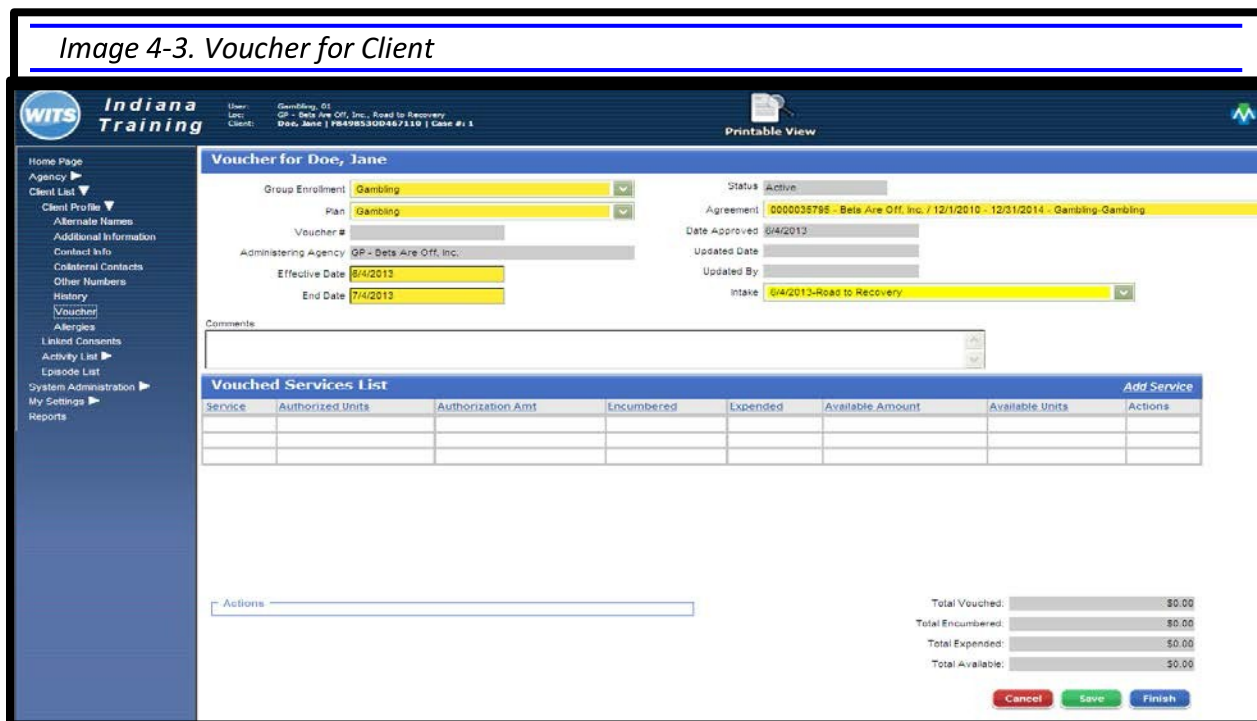 Image 4-3. Voucher for Client
WITS
Indiana Training
User: Gambling, 01
Loc: GP - Bets Are Off, Inc., Road to Recovery
Client: Doe, Jane | | Case #: 1
Printable View
Home Page
Agency
Client List
Client Profile
Alternate Names
Additional Information
Contact Info
Collateral Contacts
Other Numbers
History
Voucher
Allergies
Linked Consents
Activity List
Episode List
System Administration
My Settings
Reports
Voucher for Doe, Jane
Group Enrollment Gambling
Plan Gambling
Voucher #
Administering Agency GP - Bets Are Off, Inc.
Effective Date 6/4/2013
End Date 7/4/2013
Status Active
Agreement 0000035795 - Bets Are Off, Inc. / 12/1/2010 - 12/31/2014 - Gambling-Gambling
Date Approved 6/4/2013
Updated Date
Updated By
Intake 6/4/2013-Road to Recovery
Comments
Vouched Services List Add Service
Service Authorized Units Authorization Amt Encumbered Expended Available Amount Available Units Actions
Actions
Total Vouched: $0.00
Total Encumbered: $0.00
Total Expended: $0.00
Total Available: $0.00
Cancel Save Finish